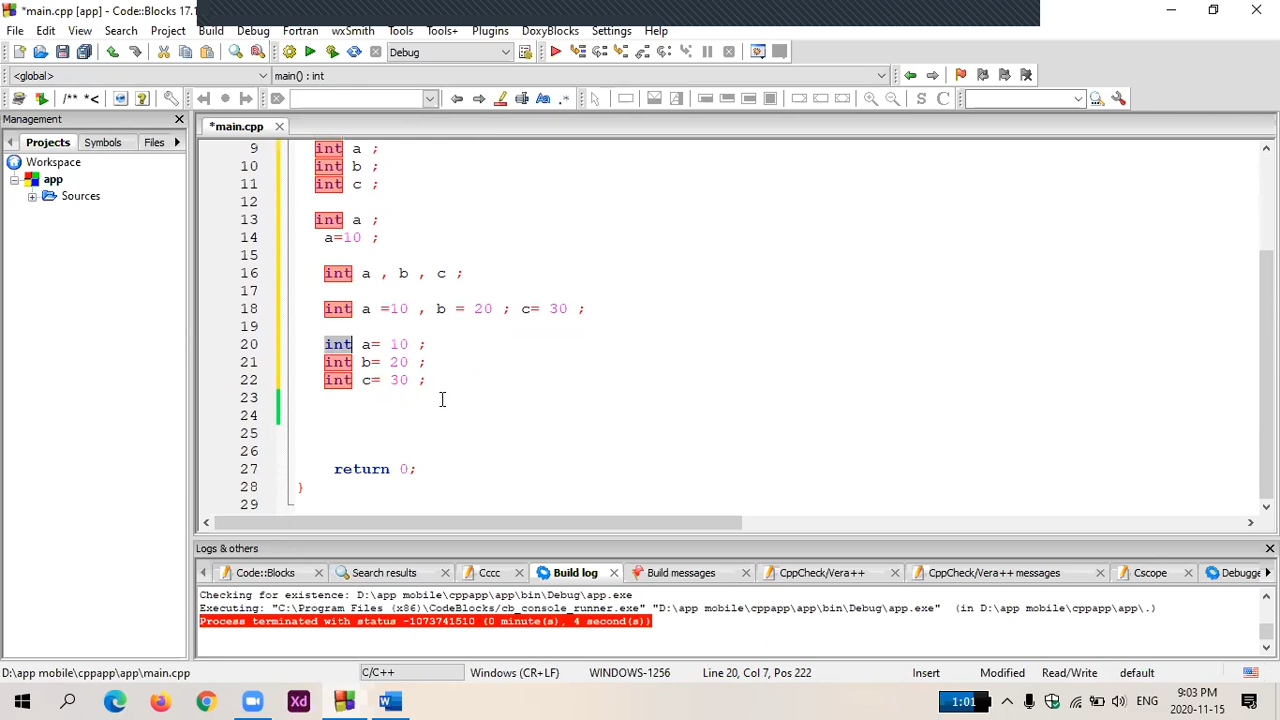 *main.cpp [app] - Code::Blocks 17.1
File Edit View Search Project Build Debug Fortran wxSmith Tools Tools+ Plugins DoxyBlocks Settings Help
Debug
<global> main() : int
/** *< S C
Management
Projects Symbols Files
Workspace
app
Sources
*main.cpp
9 int a ;
10 int b ;
11 int c ;
12
13 int a ;
14 a=10 ;
15
16 int a , b , c ;
17
18 int a =10 , b = 20 ; c= 30 ;
19
20 int a= 10 ;
21 int b= 20 ;
22 int c= 30 ;
23
24
25
26
27 return 0;
28 }
29
Logs & others
Code::Blocks Search results Cccc Build log Build messages CppCheck/Vera++ CppCheck/Vera++ messages Cscope Debugge
Checking for existence: D:\app mobile\cppapp\app\bin\Debug\app.exe
Executing: "C:\Program Files (x86)\CodeBlocks/cb_console_runner.exe" "D:\app mobile\cppapp\app\bin\Debug\app.exe"  (in D:\app mobile\cppapp\app\.)
Process terminated with status -1073741510 (0 minute(s), 4 second(s))
D:\app mobile\cppapp\app\main.cpp C/C++ Windows (CR+LF) WINDOWS-1256 Line 20, Col 7, Pos 222 Insert Modified Read/Write default
Xd 1:01 ENG 9:03 PM
2020-11-15